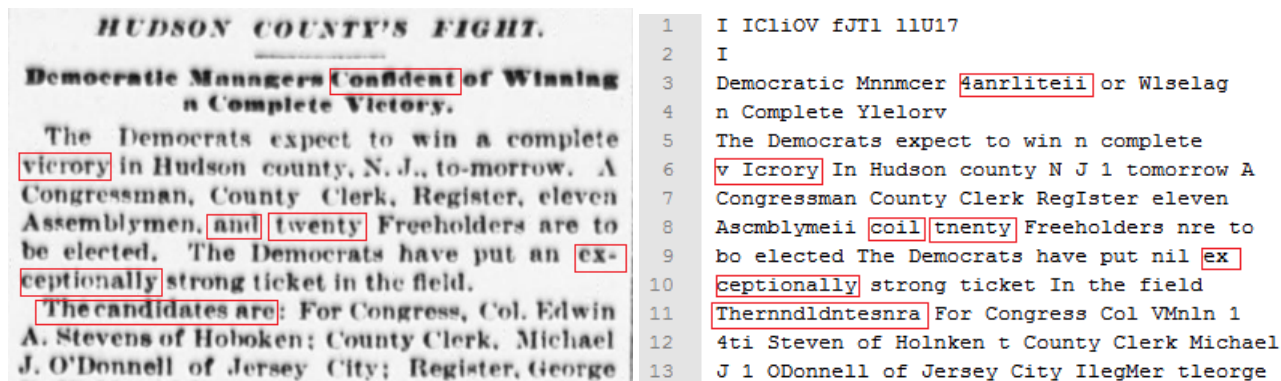 HUDSON COUNTY'S FIGHT.
Democratic Managers Confident of Winning
a Complete Victory.
The Democrats expect to win a complete
vicrory in Hudson county, N. J., to-morrow. A
Congressman, County Clerk, Register, eleven
Assemblymen, and twenty Freeholders are to
be elected. The Democrats have put an ex-
ceptionally strong ticket in the field.
The candidates are: For Congress, Col. Edwin
A. Stevens of Hoboken; County Clerk, Michael
J. O'Donnell of Jersey City; Register, George
1 I ICliOV fJTl llU17
2 I
3 Democratic Mnnmcer 4anrliteii or Wlselag
4 n Complete Ylelorv
5 The Democrats expect to win n complete
6 v Icrory In Hudson county N J 1 tomorrow A
7 Congressman County Clerk RegIster eleven
8 Ascmblymeii coil tnenty Freeholders nre to
9 bo elected The Democrats have put nil ex
10 ceptionally strong ticket In the field
11 Thernndldntesnra For Congress Col VMnln 1
12 4ti Steven of Holnken t County Clerk Michael
13 J 1 ODonnell of Jersey City IlegMer tleorge